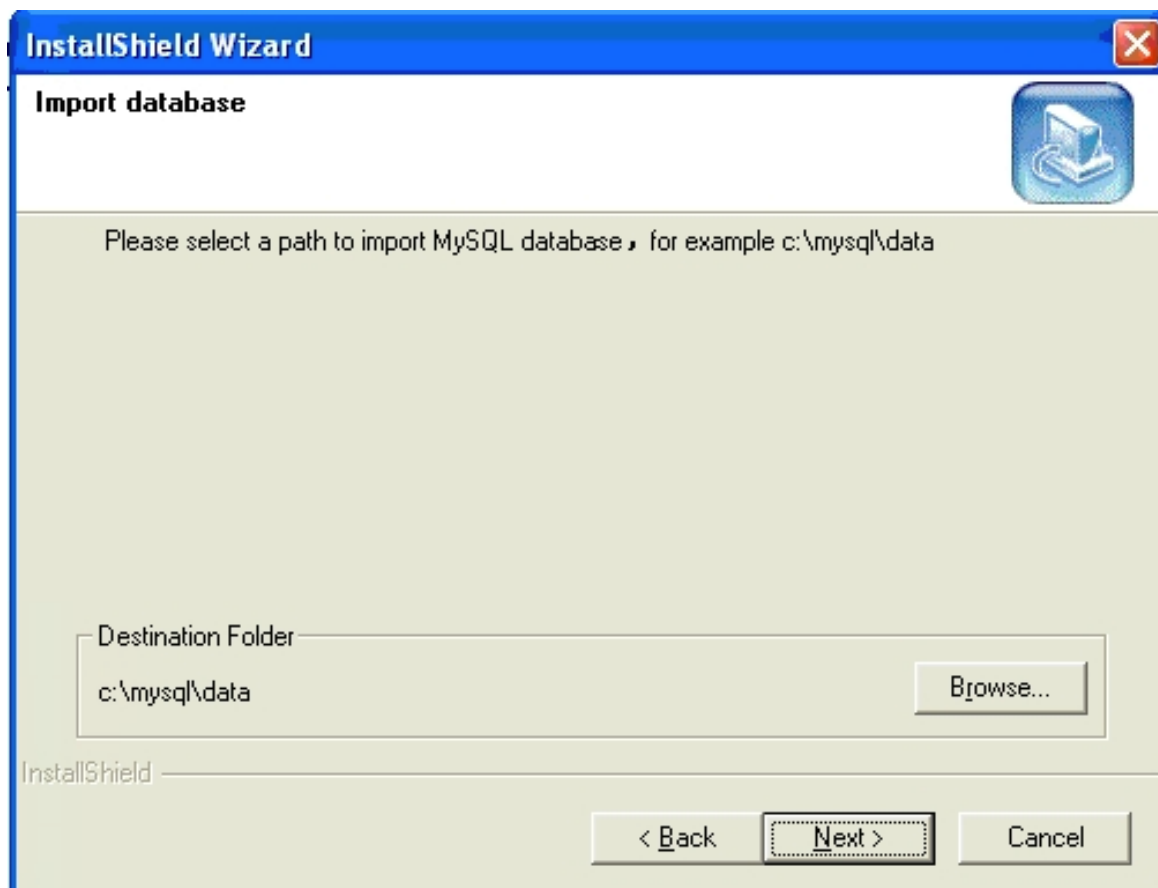 InstallShield Wizard
Import database
Please select a path to import MySQL database，for example c:\mysql\data
Destination Folder
c:\mysql\data
Browse...
InstallShield
< Back
Next >
Cancel